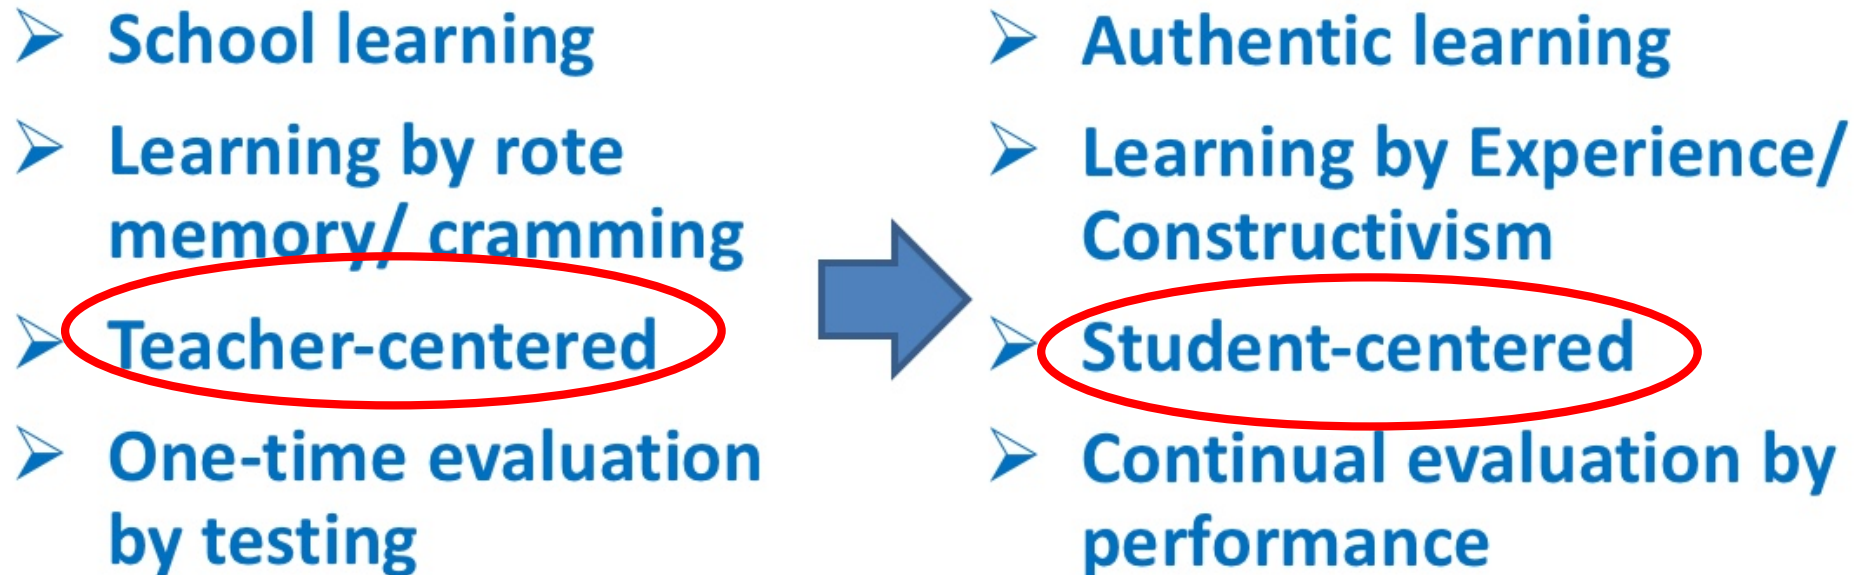 School learning
Learning by rote
memory/ cramming
Teacher-centered
One-time evaluation
by testing
Authentic learning
Learning by Experience/
Constructivism
Student-centered
Continual evaluation by
performance